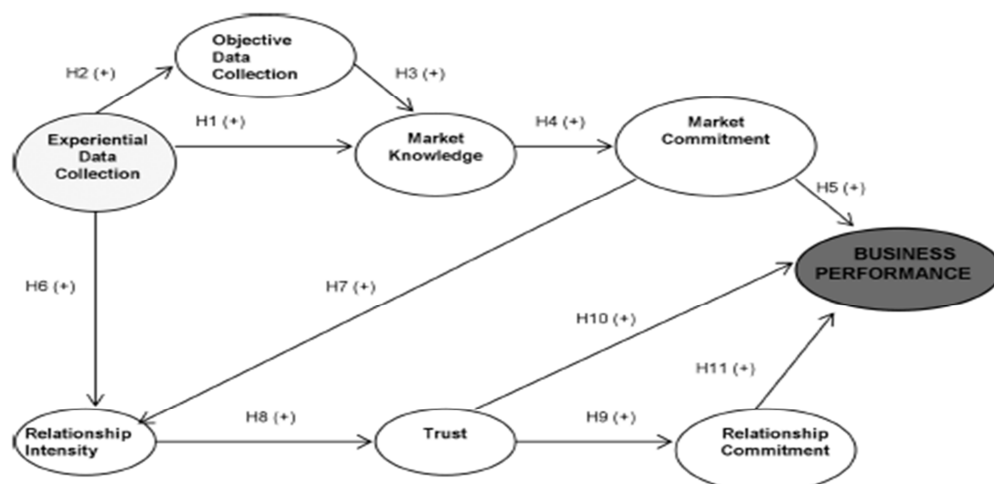 Objective
Data
Collection
H2 (+)
H3 (+)
H1 (+)
Experiential
Data
Collection
Market
Knowledge
H4 (+)
Market
Commitment
H5 (+)
BUSINESS
PERFORMANCE
H6 (+)
H7 (+)
H10 (+)
H11 (+)
Relationship
Intensity
H8 (+)
Trust
H9 (+)
Relationship
Commitment